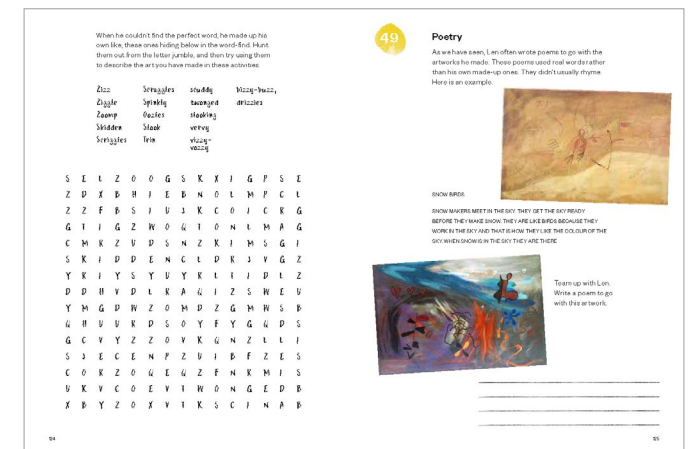 When he couldn't find the perfect word, he made up his
own like, these ones hiding below in the word-find. Hunt
them out from the letter jumble, and then try using them
to describe the art you have made in these activities.
Zizz Scruggles scuddy bizzy-buzz,
Ziggle Spinkly twonged drizzles
Zoomp Oozles slooking
Skidden Slook vervy
Scriggles Trin vizzy-
vozzy
S E L Z O O G S K X I G P S E
Z D X B H I E B N O L M P C L
Z Z F B S I U J K C O I C R G
G T I G Z W O Q T O N L M A G
C M R Z U D S N Z K I M S G I
S K I D D E N C L D R J V G Z
Y R I Y S Y U Y R L T I D L Z
D D H V D L R A Q I Z S W E U
Y M G D W Z O M D Z G M W S B
Q H U U R D S O Y F Y G Q D S
G C V Y Z Z O V K Q N Z L L I
S J E C E N P Z U I B F Z E S
C O R Z O Q E Q Z F N R M I S
U K V C O E V T W O N G E D B
X B Y Z O X V T K S C I N A B
124
49
Poetry
As we have seen, Len often wrote poems to go with the
artworks he made. These poems used real words rather
than his own made-up ones. They didn't usually rhyme.
Here is an example.
SNOW BIRDS
SNOW MAKERS MEET IN THE SKY. THEY GET THE SKY READY
BEFORE THEY MAKE SNOW. THEY ARE LIKE BIRDS BECAUSE THEY
WORK IN THE SKY AND THAT IS HOW THEY LIKE THE COLOUR OF THE
SKY. WHEN SNOW IS IN THE SKY THEY ARE THERE
Team up with Len.
Write a poem to go
with this artwork.
125